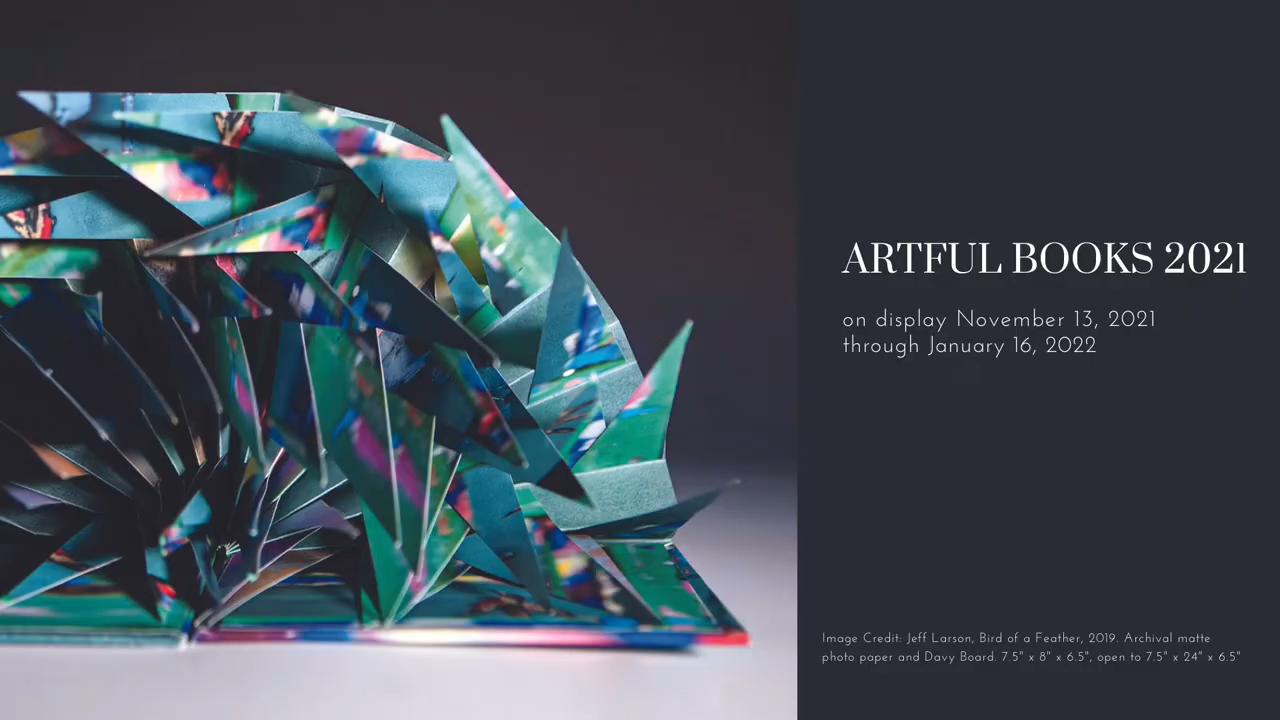 ARTFUL BOOKS 2021
on display November 13, 2021
through January 16, 2022
Image Credit: Jeff Larson, Bird of a Feather, 2019. Archival matte
photo paper and Davy Board. 7.5" x 8" x 6.5", open to 7.5" x 24" x 6.5"